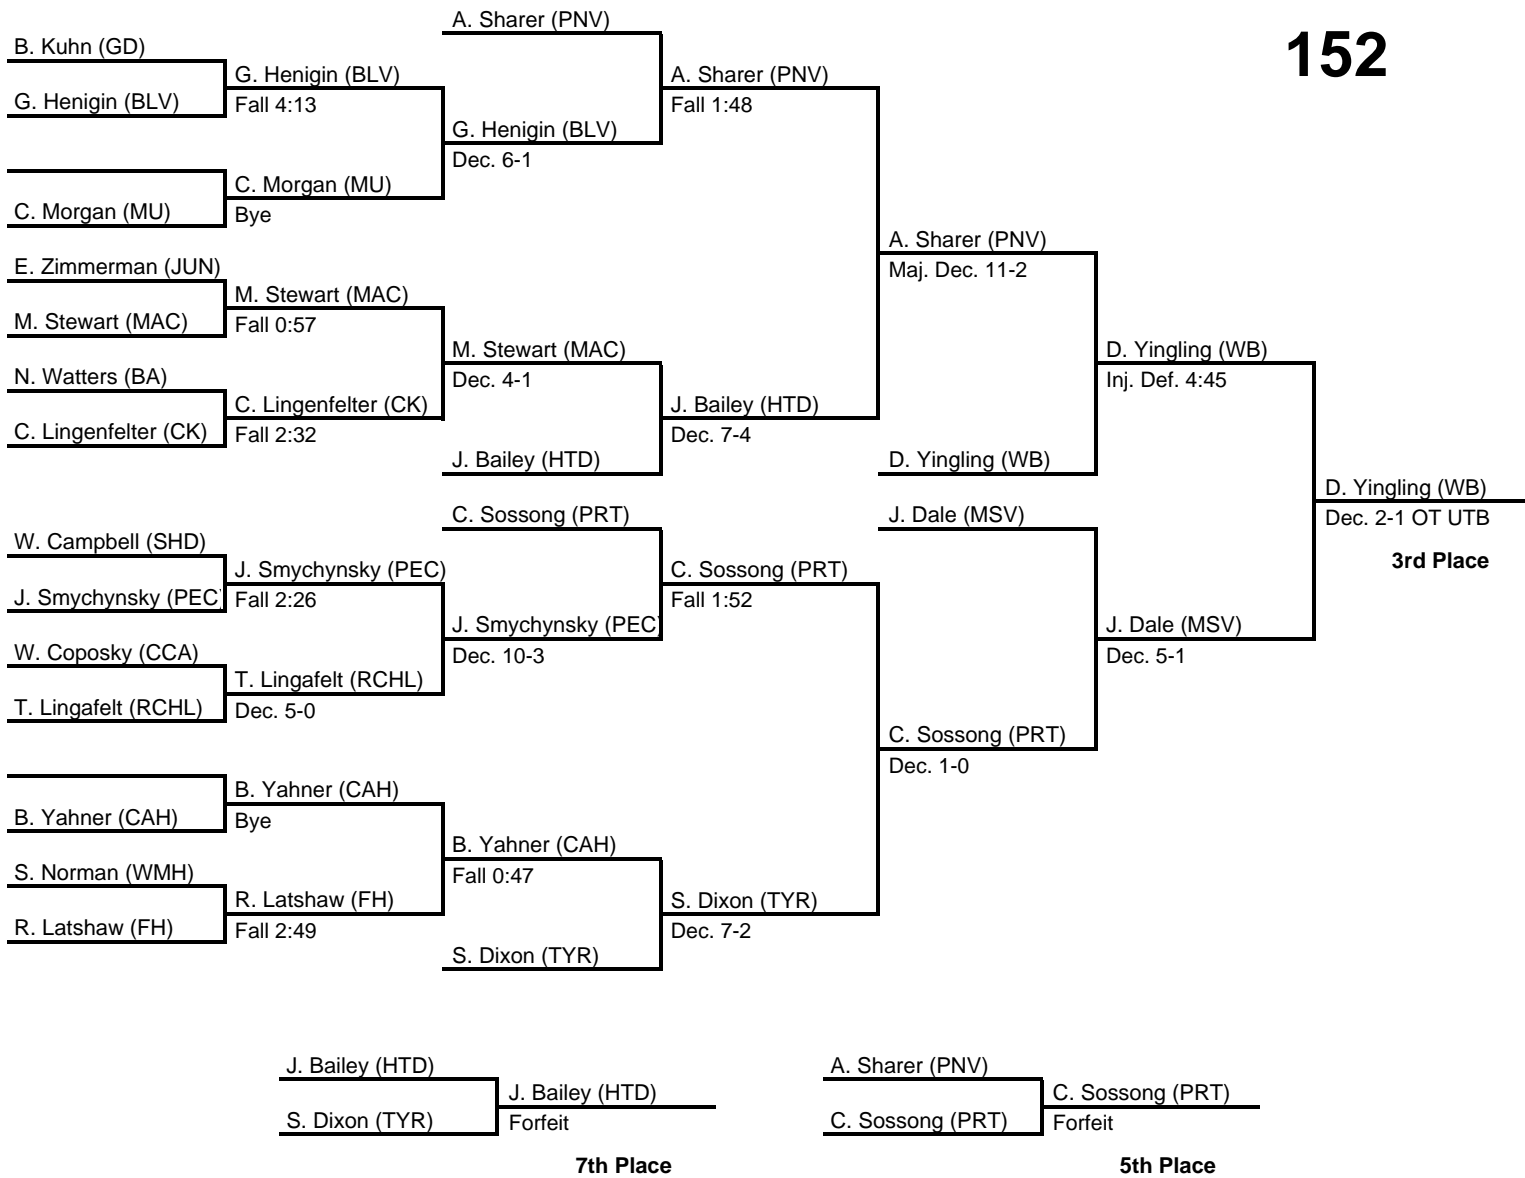 152
A. Sharer (PNV)
B. Kuhn (GD)
G. Henigin (BLV)
A. Sharer (PNV)
G. Henigin (BLV)
Fall 4:13
Fall 1:48
G. Henigin (BLV)
Dec. 6-1
C. Morgan (MU)
C. Morgan (MU)
Bye
A. Sharer (PNV)
E. Zimmerman (JUN)
Maj. Dec. 11-2
M. Stewart (MAC)
M. Stewart (MAC)
Fall 0:57
M. Stewart (MAC)
D. Yingling (WB)
N. Watters (BA)
Dec. 4-1
Inj. Def. 4:45
C. Lingenfelter (CK)
J. Bailey (HTD)
C. Lingenfelter (CK)
Fall 2:32
Dec. 7-4
J. Bailey (HTD)
D. Yingling (WB)
D. Yingling (WB)
C. Sossong (PRT)
J. Dale (MSV)
Dec. 2-1 OT UTB
W. Campbell (SHD)
3rd Place
J. Smychynsky (PEC)
C. Sossong (PRT)
J. Smychynsky (PEC)
Fall 2:26
Fall 1:52
J. Smychynsky (PEC)
J. Dale (MSV)
W. Coposky (CCA)
Dec. 10-3
Dec. 5-1
T. Lingafelt (RCHL)
T. Lingafelt (RCHL)
Dec. 5-0
C. Sossong (PRT)
Dec. 1-0
B. Yahner (CAH)
B. Yahner (CAH)
Bye
B. Yahner (CAH)
S. Norman (WMH)
Fall 0:47
R. Latshaw (FH)
S. Dixon (TYR)
R. Latshaw (FH)
Fall 2:49
Dec. 7-2
S. Dixon (TYR)
J. Bailey (HTD)
J. Bailey (HTD)
S. Dixon (TYR)
Forfeit
7th Place
A. Sharer (PNV)
C. Sossong (PRT)
C. Sossong (PRT)
Forfeit
5th Place